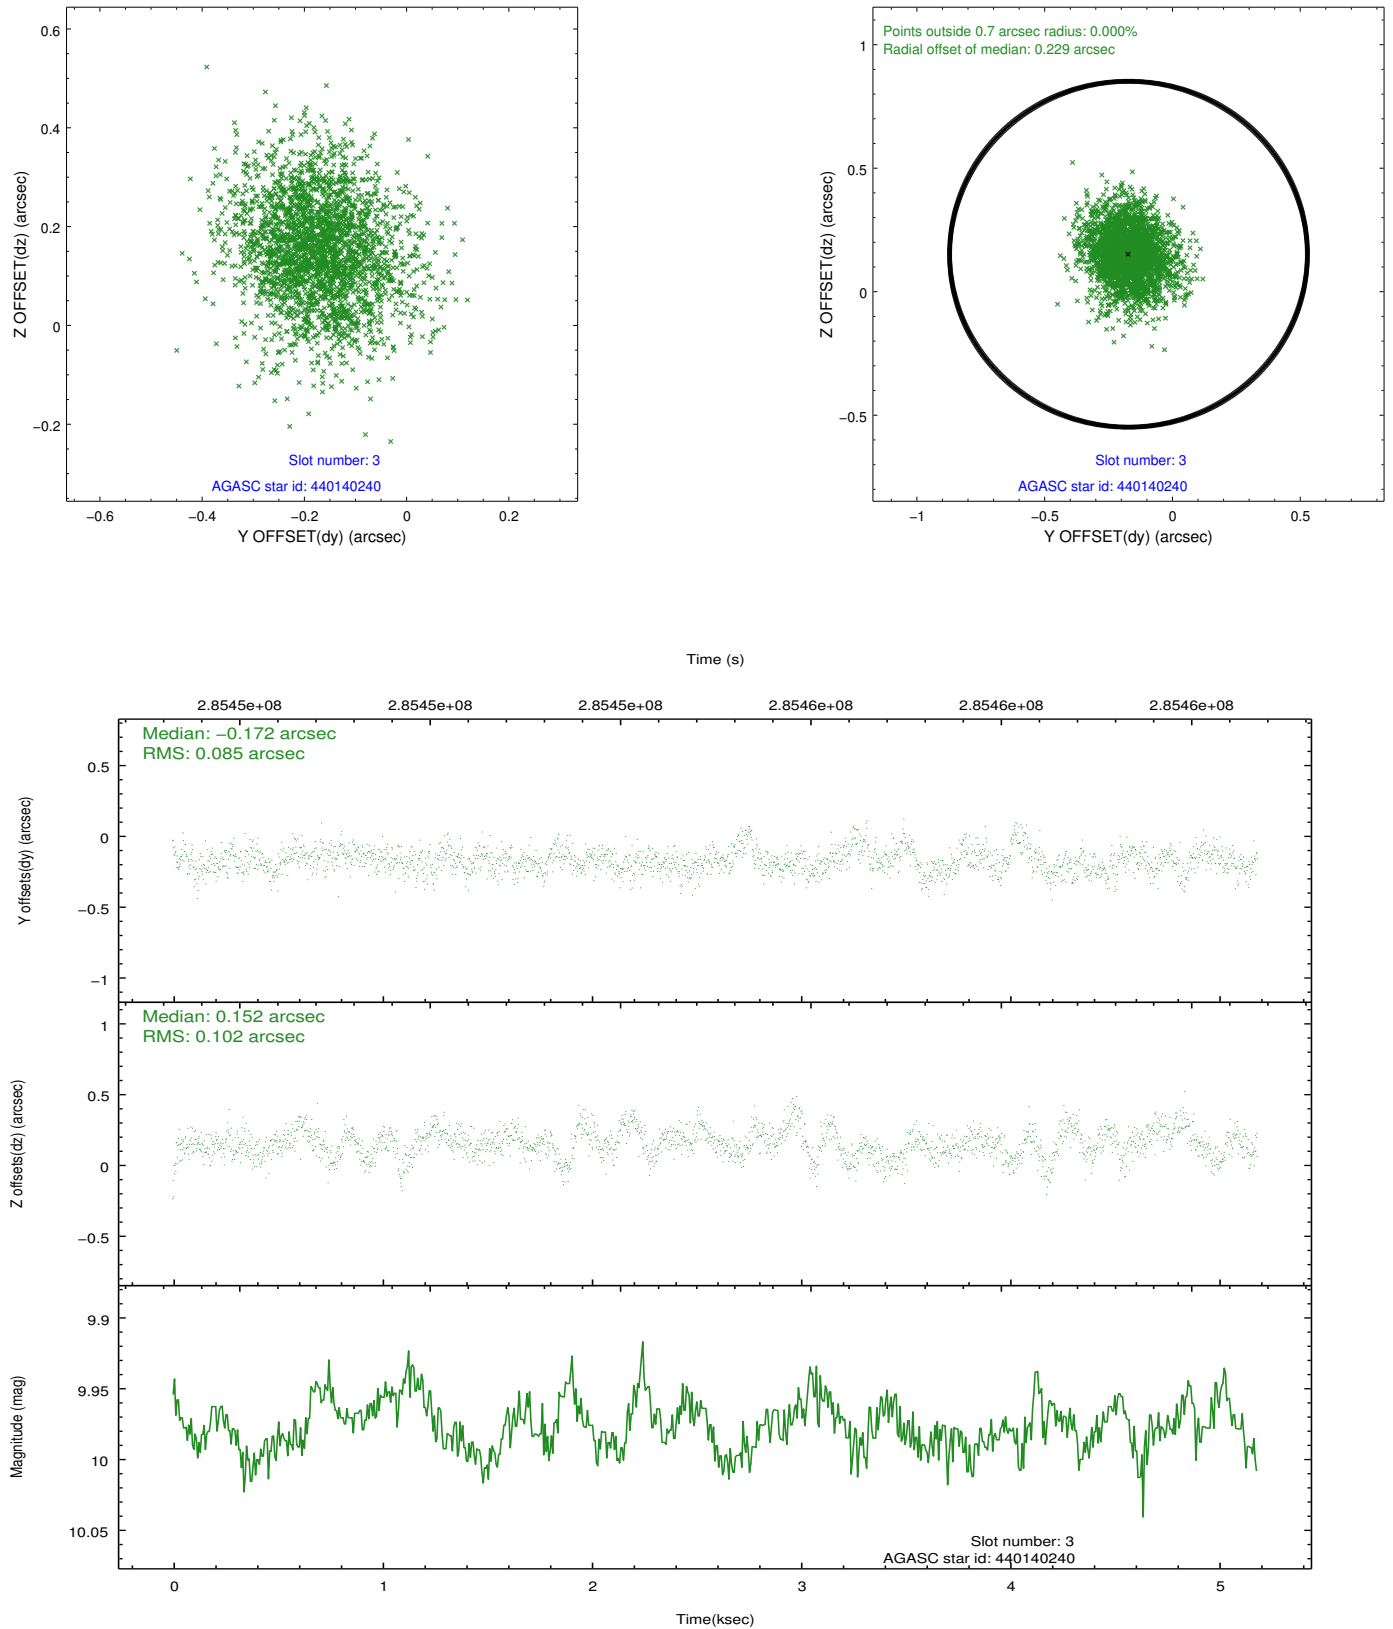 0.6
0.4
0.2
0
−0.2
Z OFFSET(dz) (arcsec)
Slot number: 3
AGASC star id: 440140240
−0.6
−0.4
−0.2
0
0.2
Y OFFSET(dy) (arcsec)
Points outside 0.7 arcsec radius: 0.000%
Radial offset of median: 0.229 arcsec
1
0.5
0
−0.5
Z OFFSET(dz) (arcsec)
Slot number: 3
AGASC star id: 440140240
−1
−0.5
0
0.5
Y OFFSET(dy) (arcsec)
Time (s)
2.8545e+08
2.8545e+08
2.8545e+08
2.8546e+08
2.8546e+08
2.8546e+08
Median: −0.172 arcsec
RMS: 0.085 arcsec
0.5
0
−0.5
−1
Y offsets(dy) (arcsec)
Median: 0.152 arcsec
RMS: 0.102 arcsec
1
0.5
0
−0.5
Z offsets(dz) (arcsec)
9.9
9.95
10
10.05
Magnitude (mag)
Slot number: 3
AGASC star id: 440140240
0
1
2
3
4
5
Time(ksec)